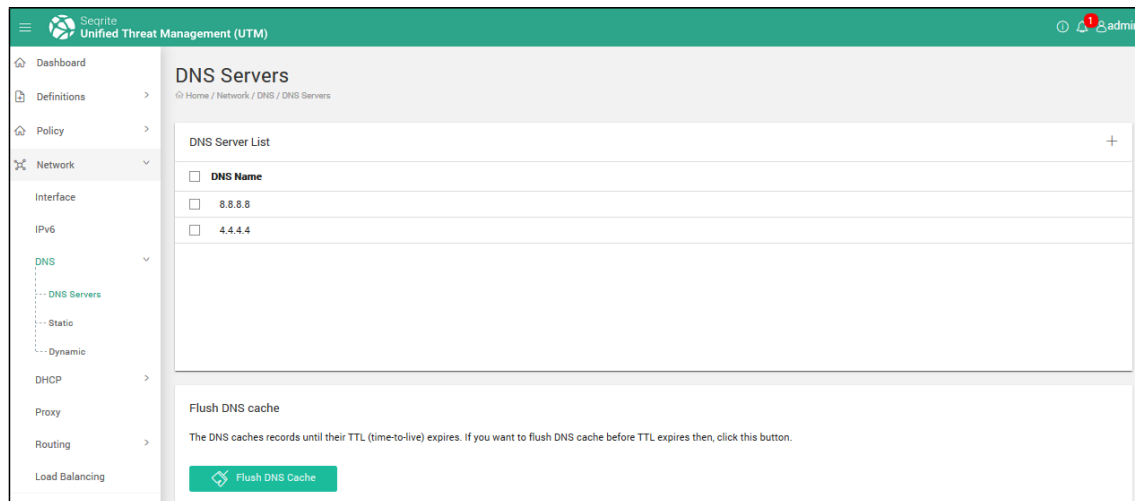 Seqrite
Unified Threat Management (UTM)
1
admin
Dashboard
Definitions
Policy
Network
Interface
IPv6
DNS
DNS Servers
Static
Dynamic
DHCP
Proxy
Routing
Load Balancing
DNS Servers
Home / Network / DNS / DNS Servers
DNS Server List
DNS Name
8.8.8.8
4.4.4.4
Flush DNS cache
The DNS caches records until their TTL (time-to-live) expires. If you want to flush DNS cache before TTL expires then, click this button.
Flush DNS Cache